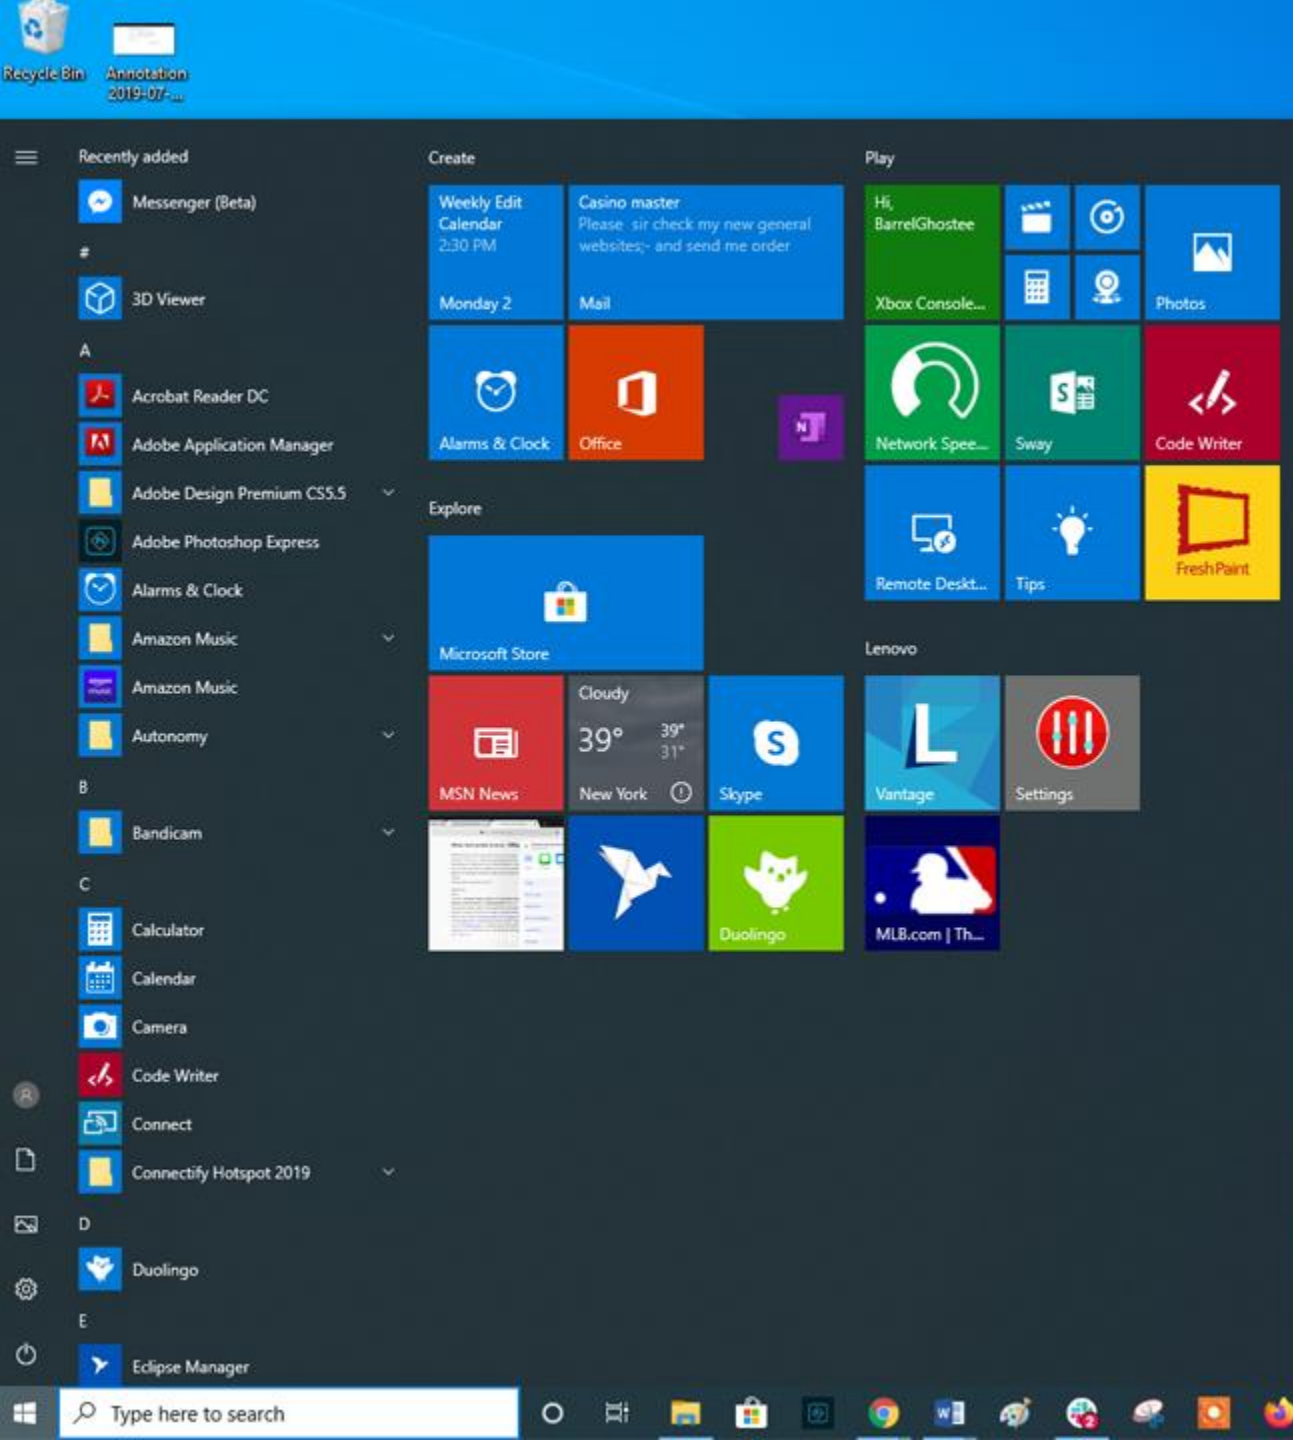 Recycle Bin
Annotation
2019-07-...
Recently added
Messenger (Beta)
#
3D Viewer
A
Acrobat Reader DC
Adobe Application Manager
Adobe Design Premium CS5.5
Adobe Photoshop Express
Alarms & Clock
Amazon Music
amazon
music
Amazon Music
Autonomy
B
Bandicam
C
Calculator
Calendar
Camera
Code Writer
Connect
Connectify Hotspot 2019
D
Duolingo
E
Eclipse Manager
Create
Weekly Edit
Calendar
2:30 PM
Monday 2
Casino master
Please sir check my new general
websites;- and send me order
Mail
Alarms & Clock
Office
N
Explore
Microsoft Store
MSN News
Cloudy
39°
39°
31°
New York
S
Skype
Duolingo
Play
Hi,
BarrelGhostee
Xbox Console...
Photos
Network Spee...
S
Sway
Code Writer
Remote Deskt...
Tips
Fresh Paint
Lenovo
L
Vantage
Settings
MLB.com | Th...
Type here to search
W
2